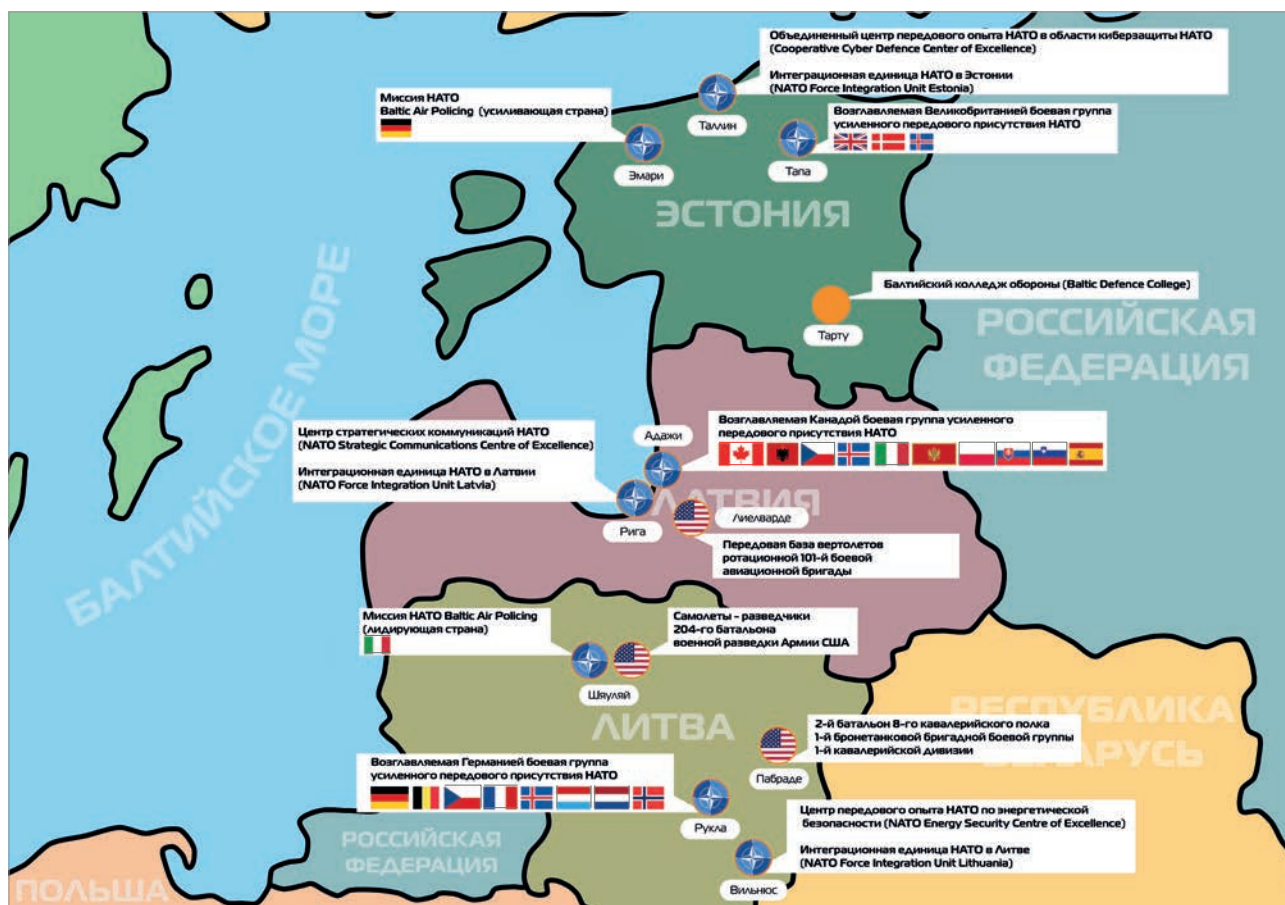 Объединенный центр передового опыта НАТО в области киберзащиты НАТО
(Cooperative Cyber Defence Center of Excellence)
Интеграционная единица НАТО в Эстонии
(NATO Force Integration Unit Estonia)
Миссия НАТО
Baltic Air Policing (усиливающая страна)
Возглавляемая Великобританией боевая группа
усиленного передового присутствия НАТО
Таллин
Эмари
Тапа
ЭСТОНИЯ
Балтийский колледж обороны (Baltic Defence College)
Тарту
РОССИЙСКАЯ
ФЕДЕРАЦИЯ
БАЛТИЙСКОЕ МОРЕ
Возглавляемая Канадой боевая группа усиленного
передового присутствия НАТО
Центр стратегических коммуникаций НАТО
(NATO Strategic Communications Centre of Excellence)
Интеграционная единица НАТО в Латвии
(NATO Force Integration Unit Latvia)
Адажи
ЛАТВИЯ
Рига
Лиелварде
Передовая база вертолетов
ротационной 101-й боевой
авиационной бригады
Миссия НАТО Baltic Air Policing
(лидирующая страна)
Самолеты - разведчики
204-го батальона
военной разведки Армии США
Шяуляй
ЛИТВА
РЕСПУБЛИКА
БЕЛАРУСЬ
2-й батальон 8-го кавалерийского полка
1-й бронетанковой бригадной боевой группы
1-й кавалерийской дивизии
Пабраде
Возглавляемая Германией боевая группа
усиленного передового присутствия НАТО
Рукла
Центр передового опыта НАТО по энергетической
безопасности (NATO Energy Security Centre of Excellence)
Интеграционная единица НАТО в Литве
(NATO Force Integration Unit Lithuania)
Вильнюс
РОССИЙСКАЯ
ФЕДЕРАЦИЯ
ПОЛЬША